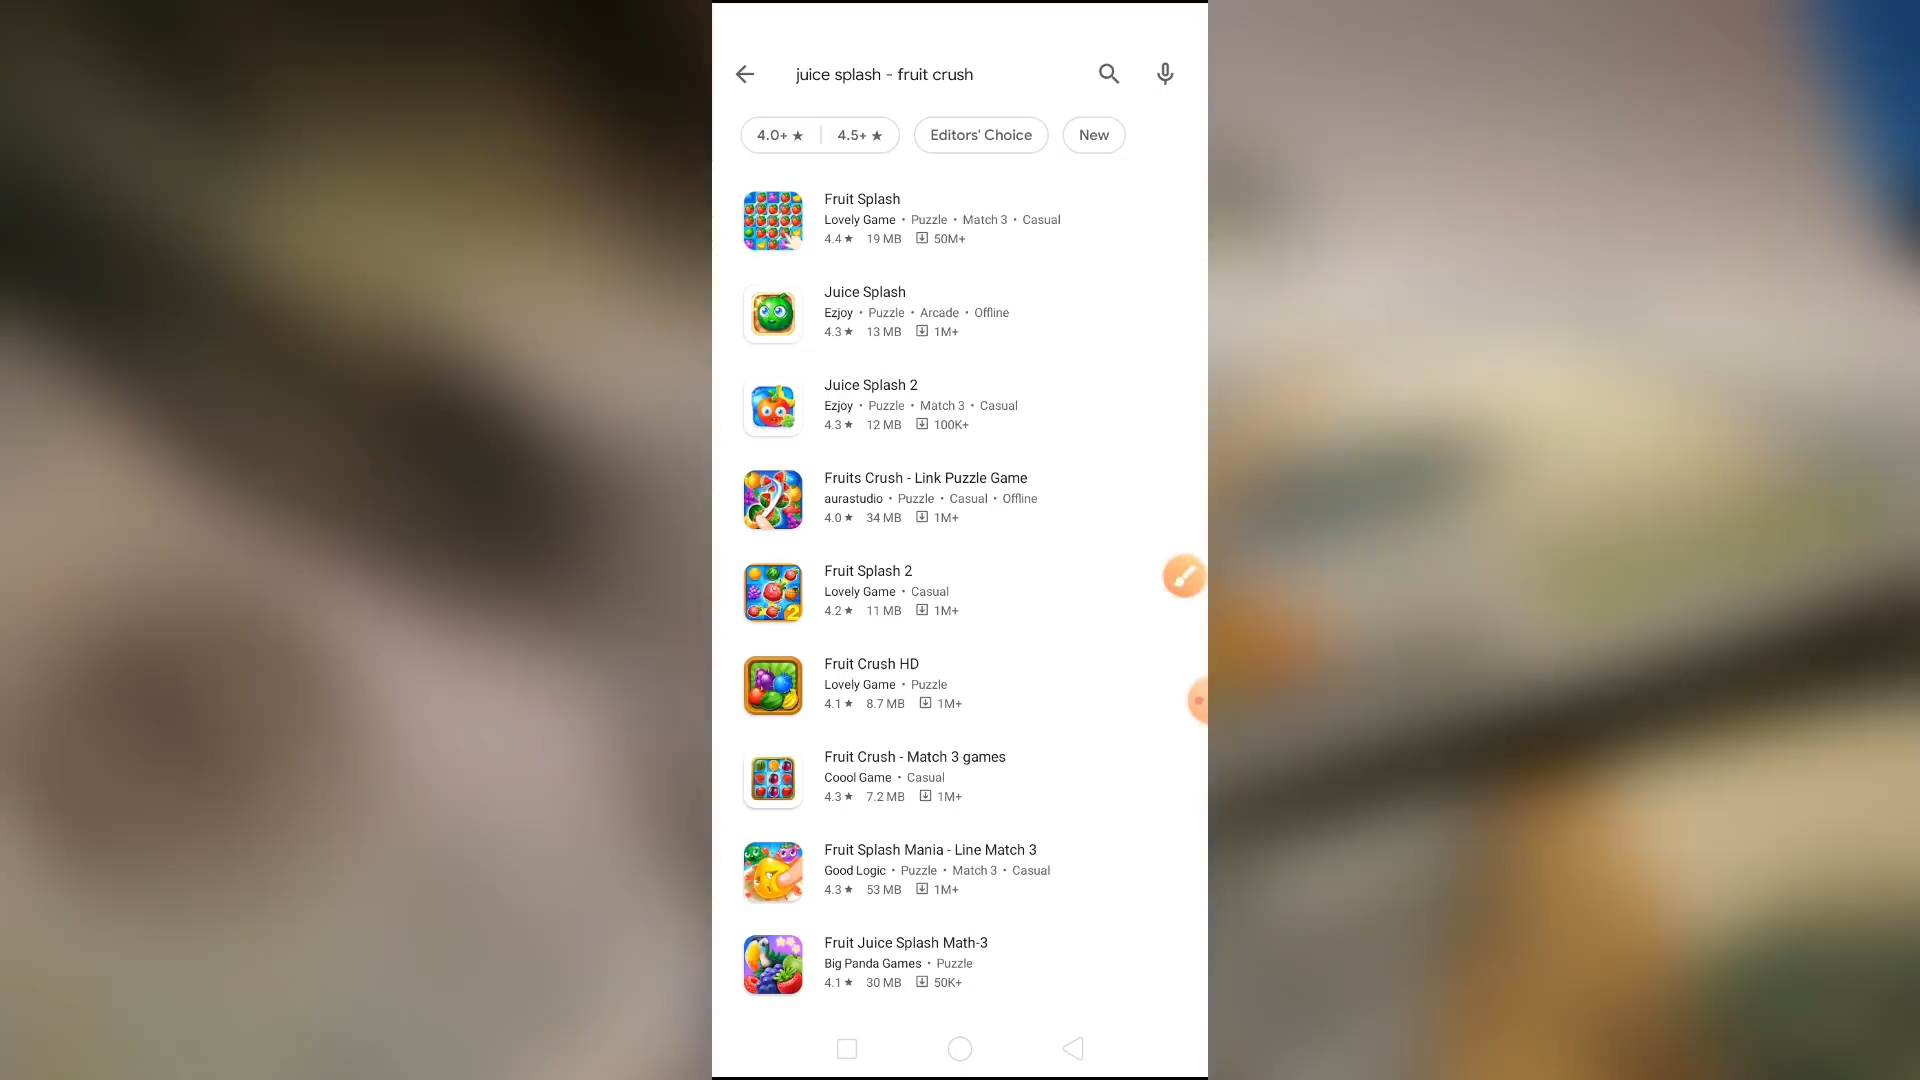 juice splash - fruit crush
4.0+ ★ 4.5+ ★ Editors' Choice New
Fruit Splash
Lovely Game • Puzzle • Match 3 • Casual
4.4 ★ 19 MB 50M+
Juice Splash
Ezjoy • Puzzle • Arcade • Offline
4.3 ★ 13 MB 1M+
Juice Splash 2
Ezjoy • Puzzle • Match 3 • Casual
4.3 ★ 12 MB 100K+
Fruits Crush - Link Puzzle Game
aurastudio • Puzzle • Casual • Offline
4.0 ★ 34 MB 1M+
Fruit Splash 2
Lovely Game • Casual
4.2 ★ 11 MB 1M+
Fruit Crush HD
Lovely Game • Puzzle
4.1 ★ 8.7 MB 1M+
Fruit Crush - Match 3 games
Coool Game • Casual
4.3 ★ 7.2 MB 1M+
Fruit Splash Mania - Line Match 3
Good Logic • Puzzle • Match 3 • Casual
4.3 ★ 53 MB 1M+
Fruit Juice Splash Math-3
Big Panda Games • Puzzle
4.1 ★ 30 MB 50K+